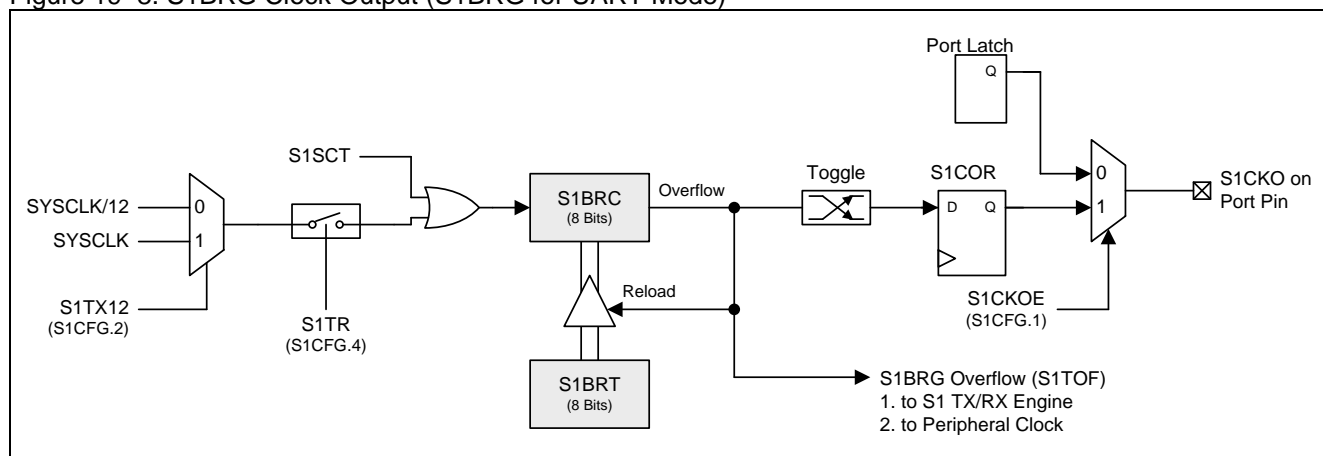 Figure 19-8. S1BRG Clock Output (S1BRG for UART Mode)
Port Latch
Q
S1SCT
SYSCLK/12
0
SYSCLK
1
S1TX12
(S1CFG.2)
S1TR
(S1CFG.4)
S1BRC
(8 Bits)
Overflow
Reload
S1BRT
(8 Bits)
Toggle
S1COR
D
Q
0
1
S1CKO on
Port Pin
S1CKOE
(S1CFG.1)
S1BRG Overflow (S1TOF)
1. to S1 TX/RX Engine
2. to Peripheral Clock